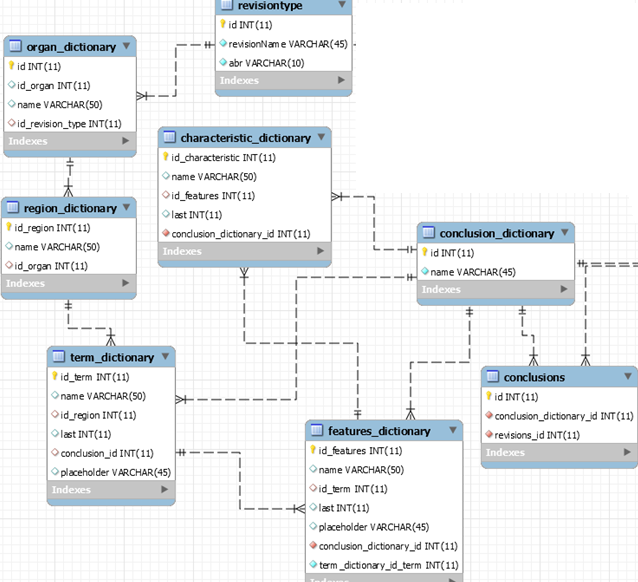 revisiontype
id INT(11)
revisionName VARCHAR(45)
abr VARCHAR(10)
Indexes
organ_dictionary
id INT(11)
id_organ INT(11)
name VARCHAR(50)
id_revision_type INT(11)
Indexes
characteristic_dictionary
id_characteristic INT(11)
name VARCHAR(50)
id_features INT(11)
last INT(11)
conclusion_dictionary_id INT(11)
Indexes
region_dictionary
id_region INT(11)
name VARCHAR(50)
id_organ INT(11)
Indexes
conclusion_dictionary
id INT(11)
name VARCHAR(45)
Indexes
term_dictionary
id_term INT(11)
name VARCHAR(50)
id_region INT(11)
last INT(11)
conclusion_id INT(11)
placeholder VARCHAR(45)
Indexes
conclusions
id INT(11)
conclusion_dictionary_id INT(11)
revisions_id INT(11)
Indexes
features_dictionary
id_features INT(11)
name VARCHAR(50)
id_term INT(11)
last INT(11)
placeholder VARCHAR(45)
conclusion_dictionary_id INT(11)
term_dictionary_id_term INT(11)
Indexes